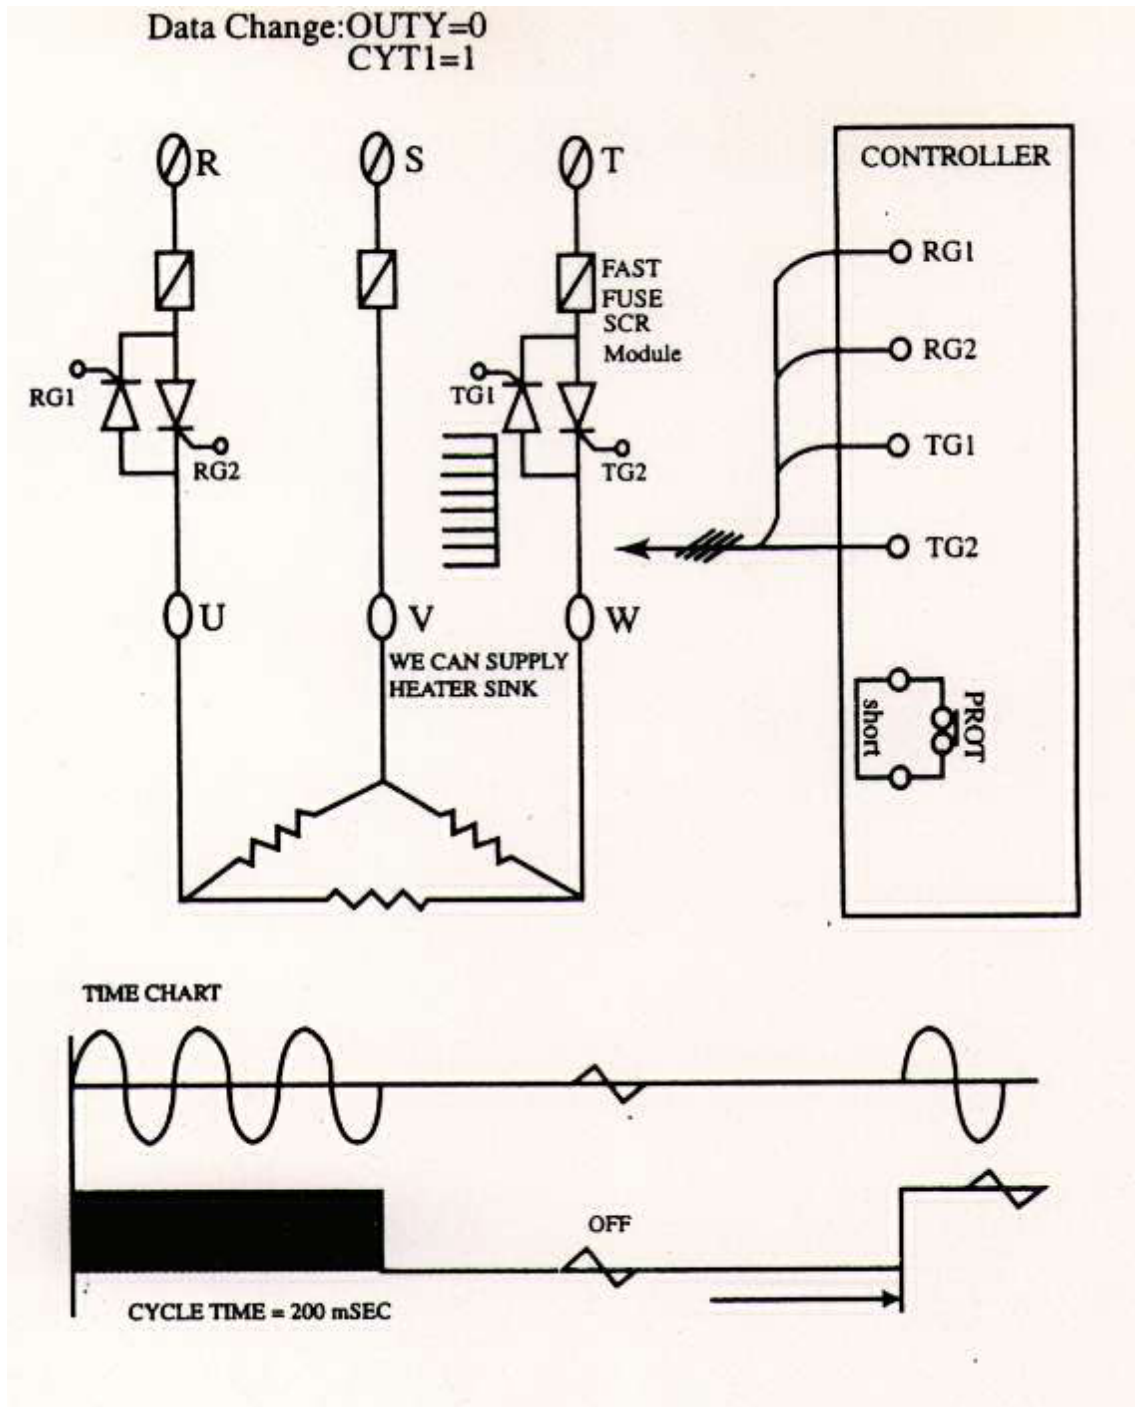 Data Change:OUTY=0
CYT1=1
R
S
T
CONTROLLER
RG1
FAST
FUSE
SCR
Module
RG2
RG1
TG1
TG1
RG2
TG2
TG2
U
V
W
WE CAN SUPPLY
HEATER SINK
short
PROT
TIME CHART
OFF
CYCLE TIME = 200 mSEC